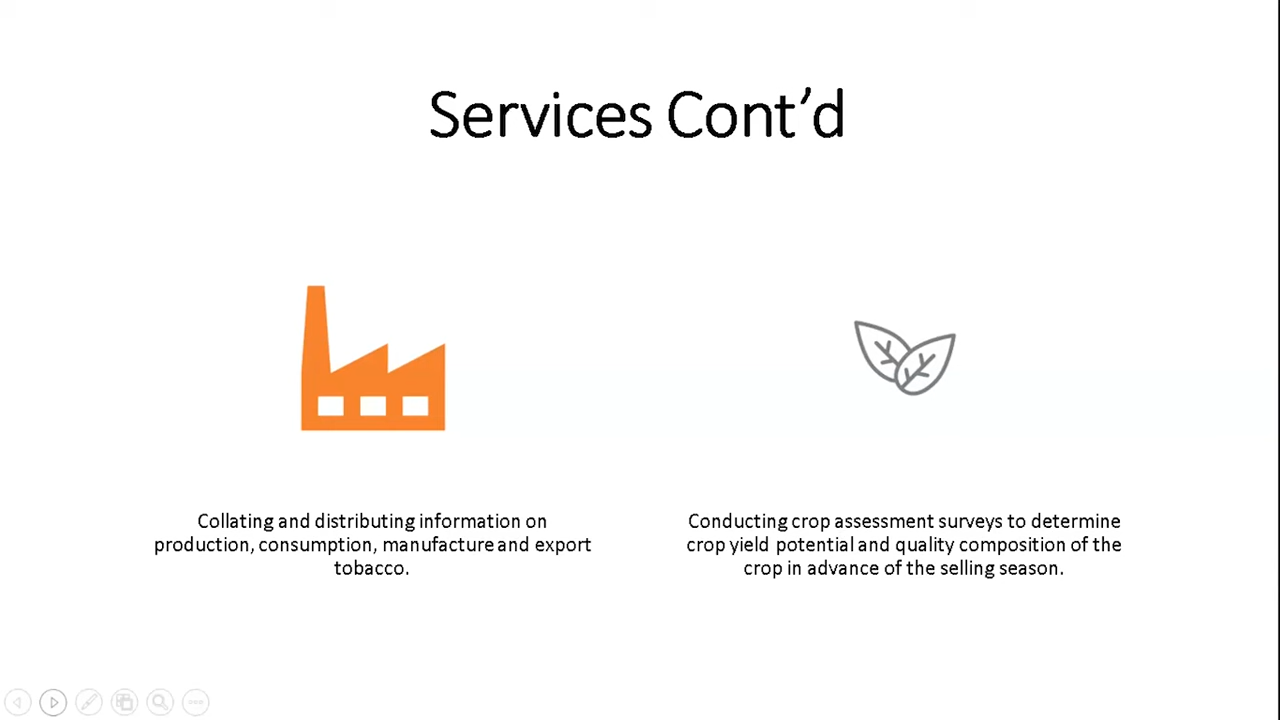 Services Cont’d
Collating and distributing information on
production, consumption, manufacture and export
tobacco.
Conducting crop assessment surveys to determine
crop yield potential and quality composition of the
crop in advance of the selling season.